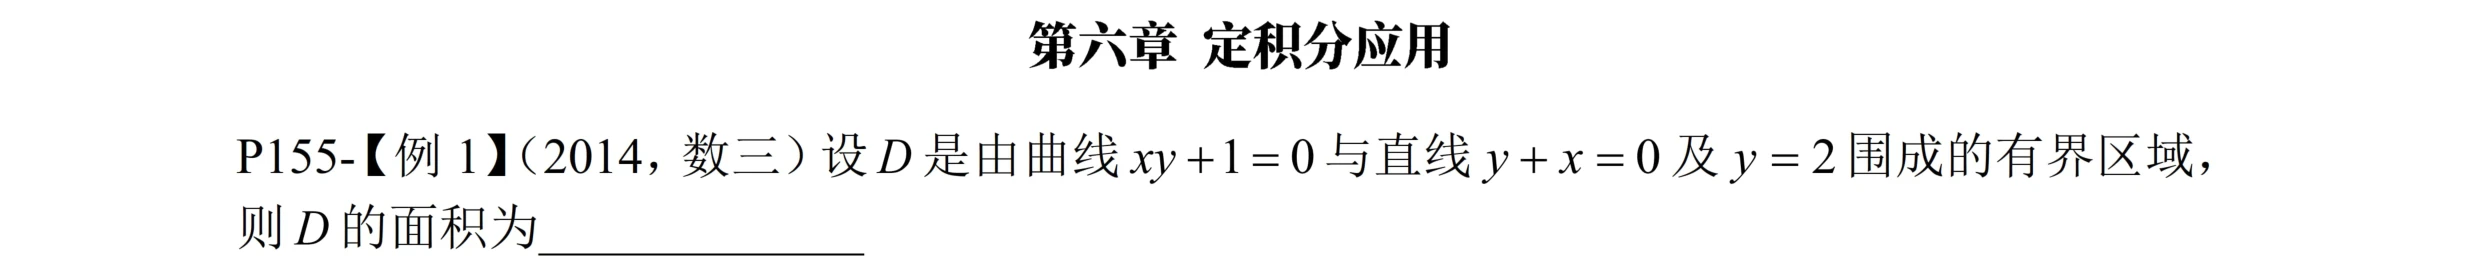 第六章 定积分应用
P155-【例 1】（2014，数三）设 D 是由曲线 xy + 1 = 0 与直线 y + x = 0 及 y = 2 围成的有界区域，
则 D 的面积为____________